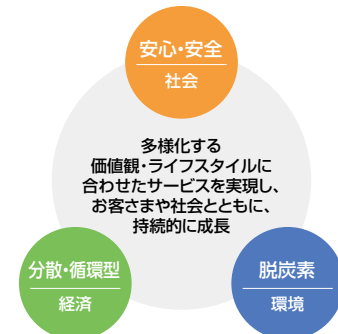 安心・安全
社会
多様化する
価値観・ライフスタイルに
合わせたサービスを実現し、
お客さまや社会とともに、
持続的に成長
分散・循環型
経済
脱炭素
環境